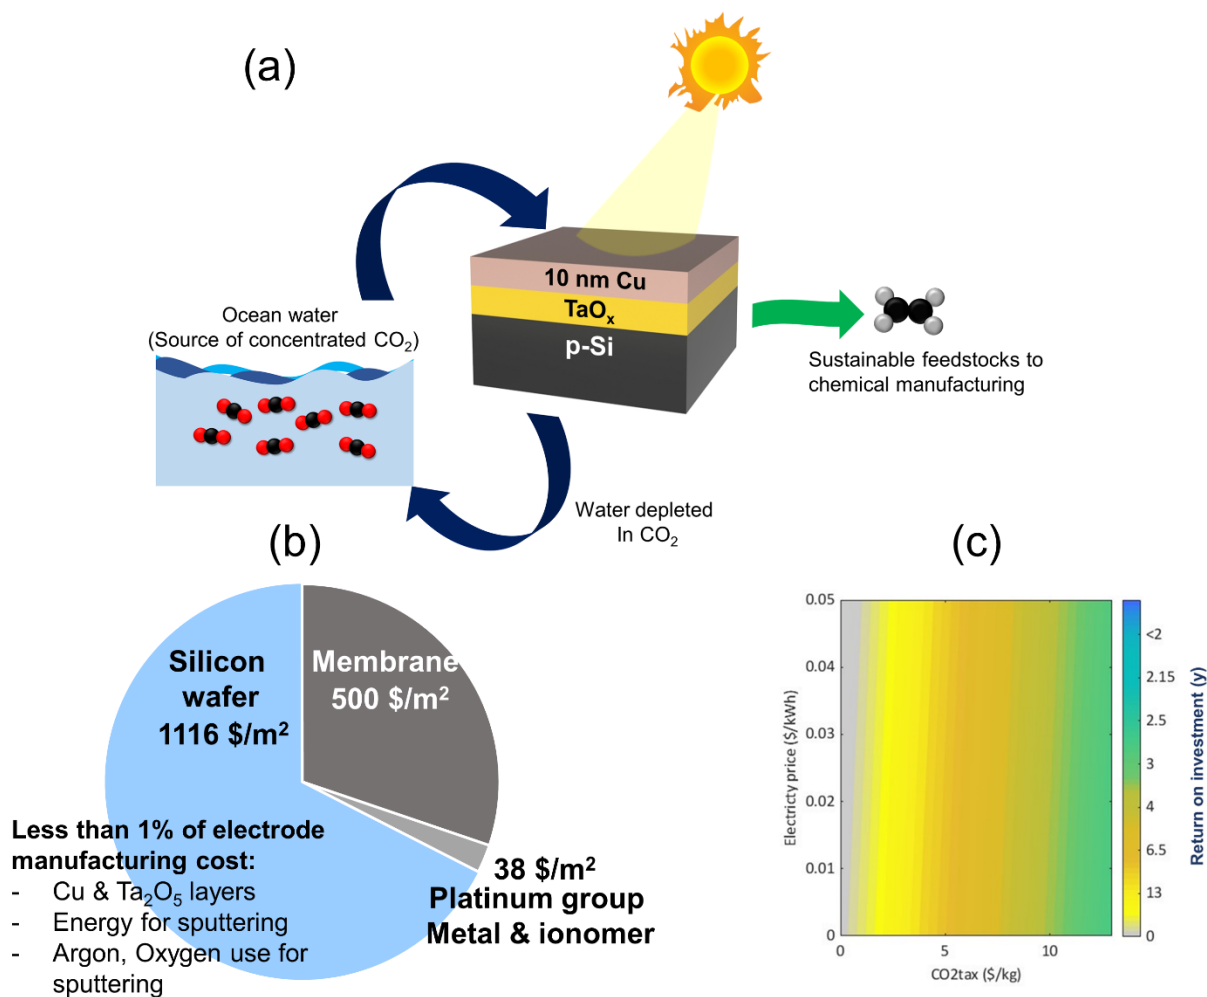 (a)
10 nm Cu
TaOₓ
p-Si
Ocean water
(Source of concentrated CO₂)
Sustainable feedstocks to
chemical manufacturing
Water depleted
In CO₂
(b)
Silicon
wafer
1116 $/m²
Membrane
500 $/m²
38 $/m²
Platinum group
Metal & ionomer
Less than 1% of electrode
manufacturing cost:
- Cu & Ta₂O₅ layers
- Energy for sputtering
- Argon, Oxygen use for
sputtering
(c)
Electricty price ($/kWh)
0.05
0.04
0.03
0.02
0.01
0
0
5
10
CO2tax ($/kg)
<2
2.15
2.5
3
4
6.5
13
0
Return on investment (y)